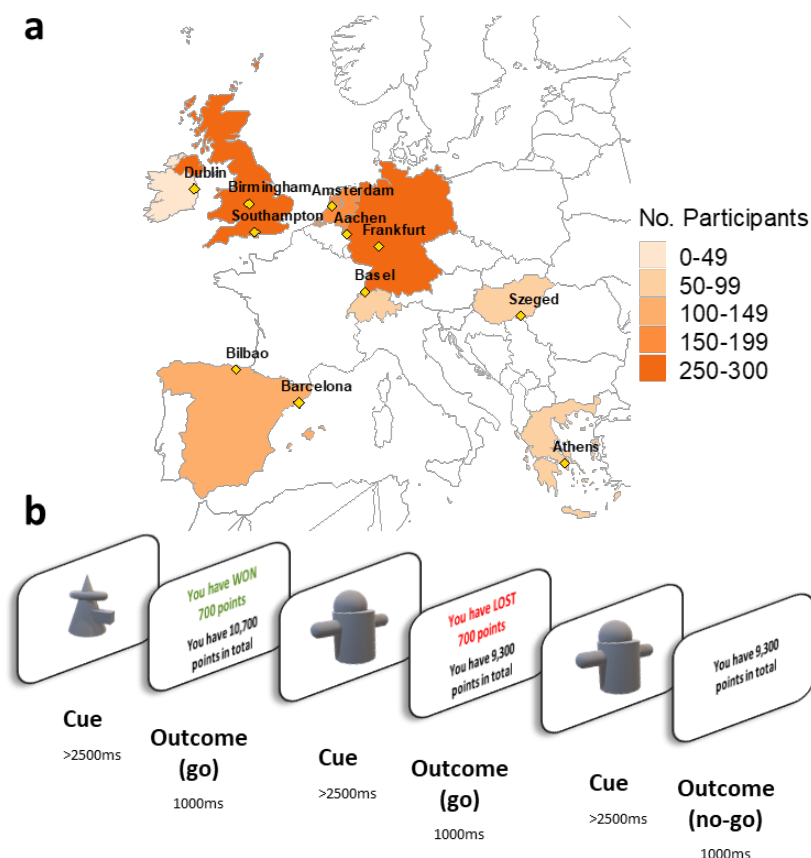 a
Dublin
Birmingham
Amsterdam
Southampton
Aachen
Frankfurt
Basel
Szeged
Bilbao
Barcelona
Athens
No. Participants
0-49
50-99
100-149
150-199
250-300
b
You have WON
700 points
You have 10,700
points in total
You have LOST
700 points
You have 9,300
points in total
You have 9,300
points in total
Cue
>2500ms
Outcome
(go)
1000ms
Cue
>2500ms
Outcome
(go)
1000ms
Cue
>2500ms
Outcome
(no-go)
1000ms